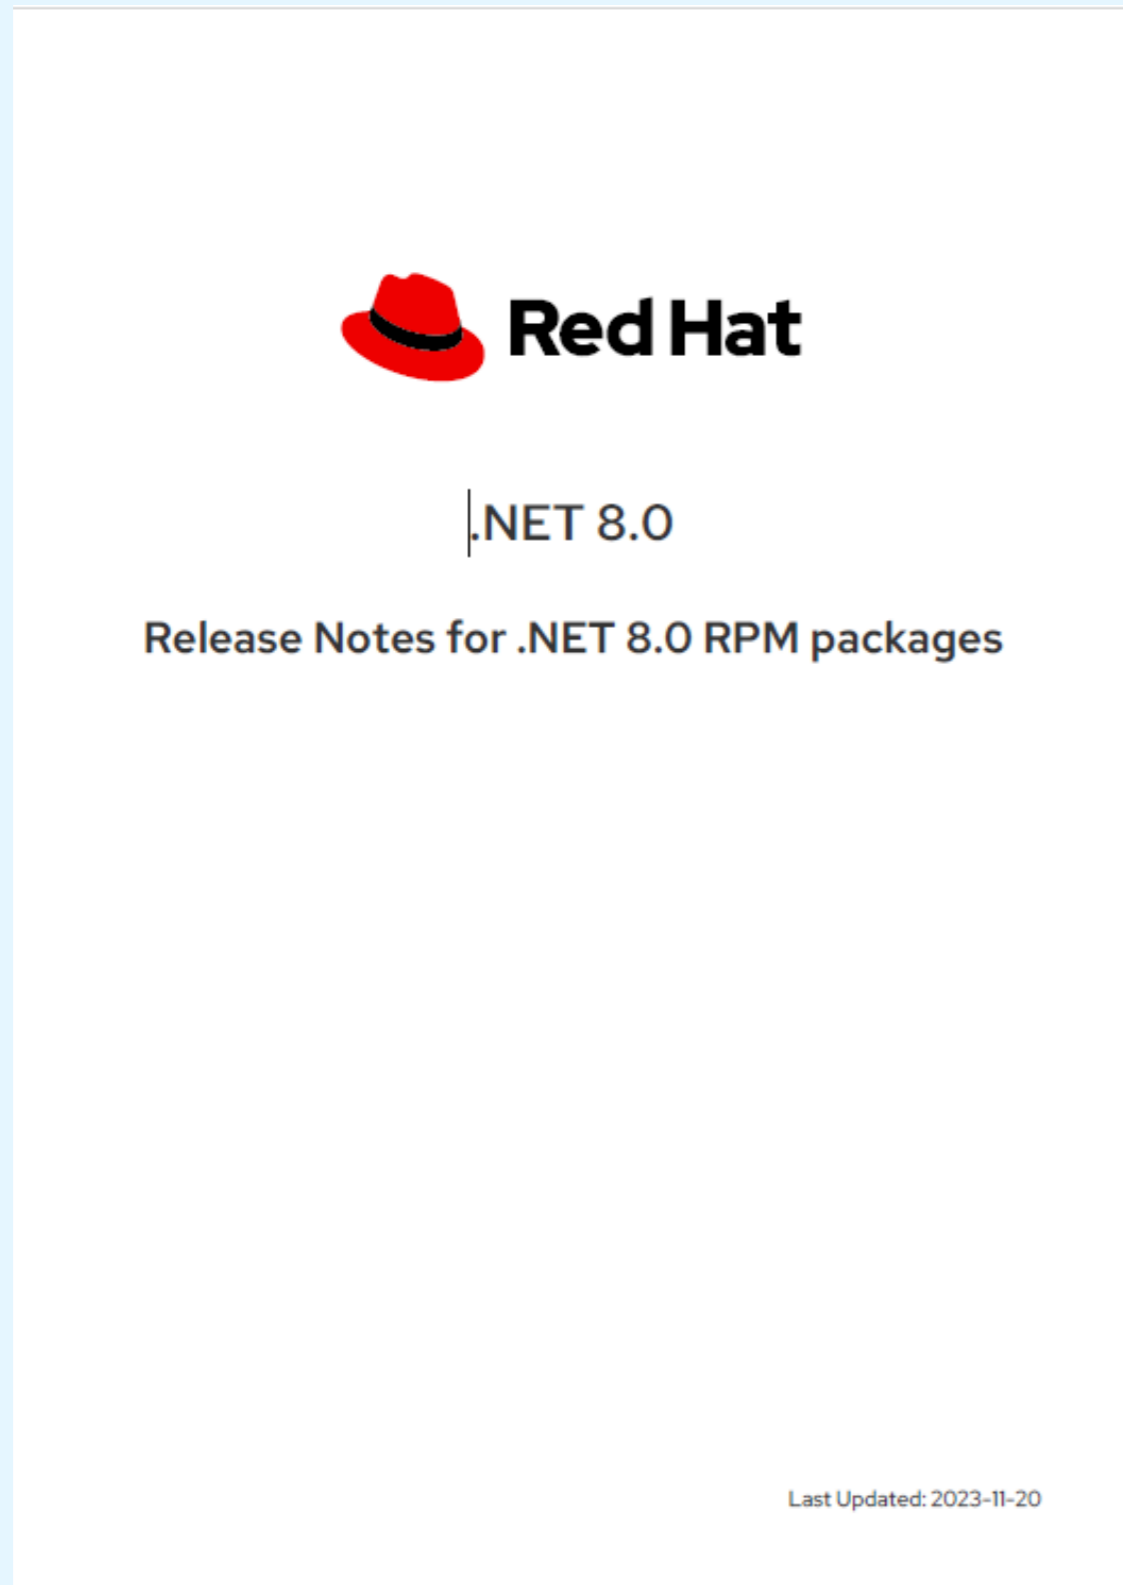 Red Hat
.NET 8.0
Release Notes for .NET 8.0 RPM packages
Last Updated: 2023-11-20